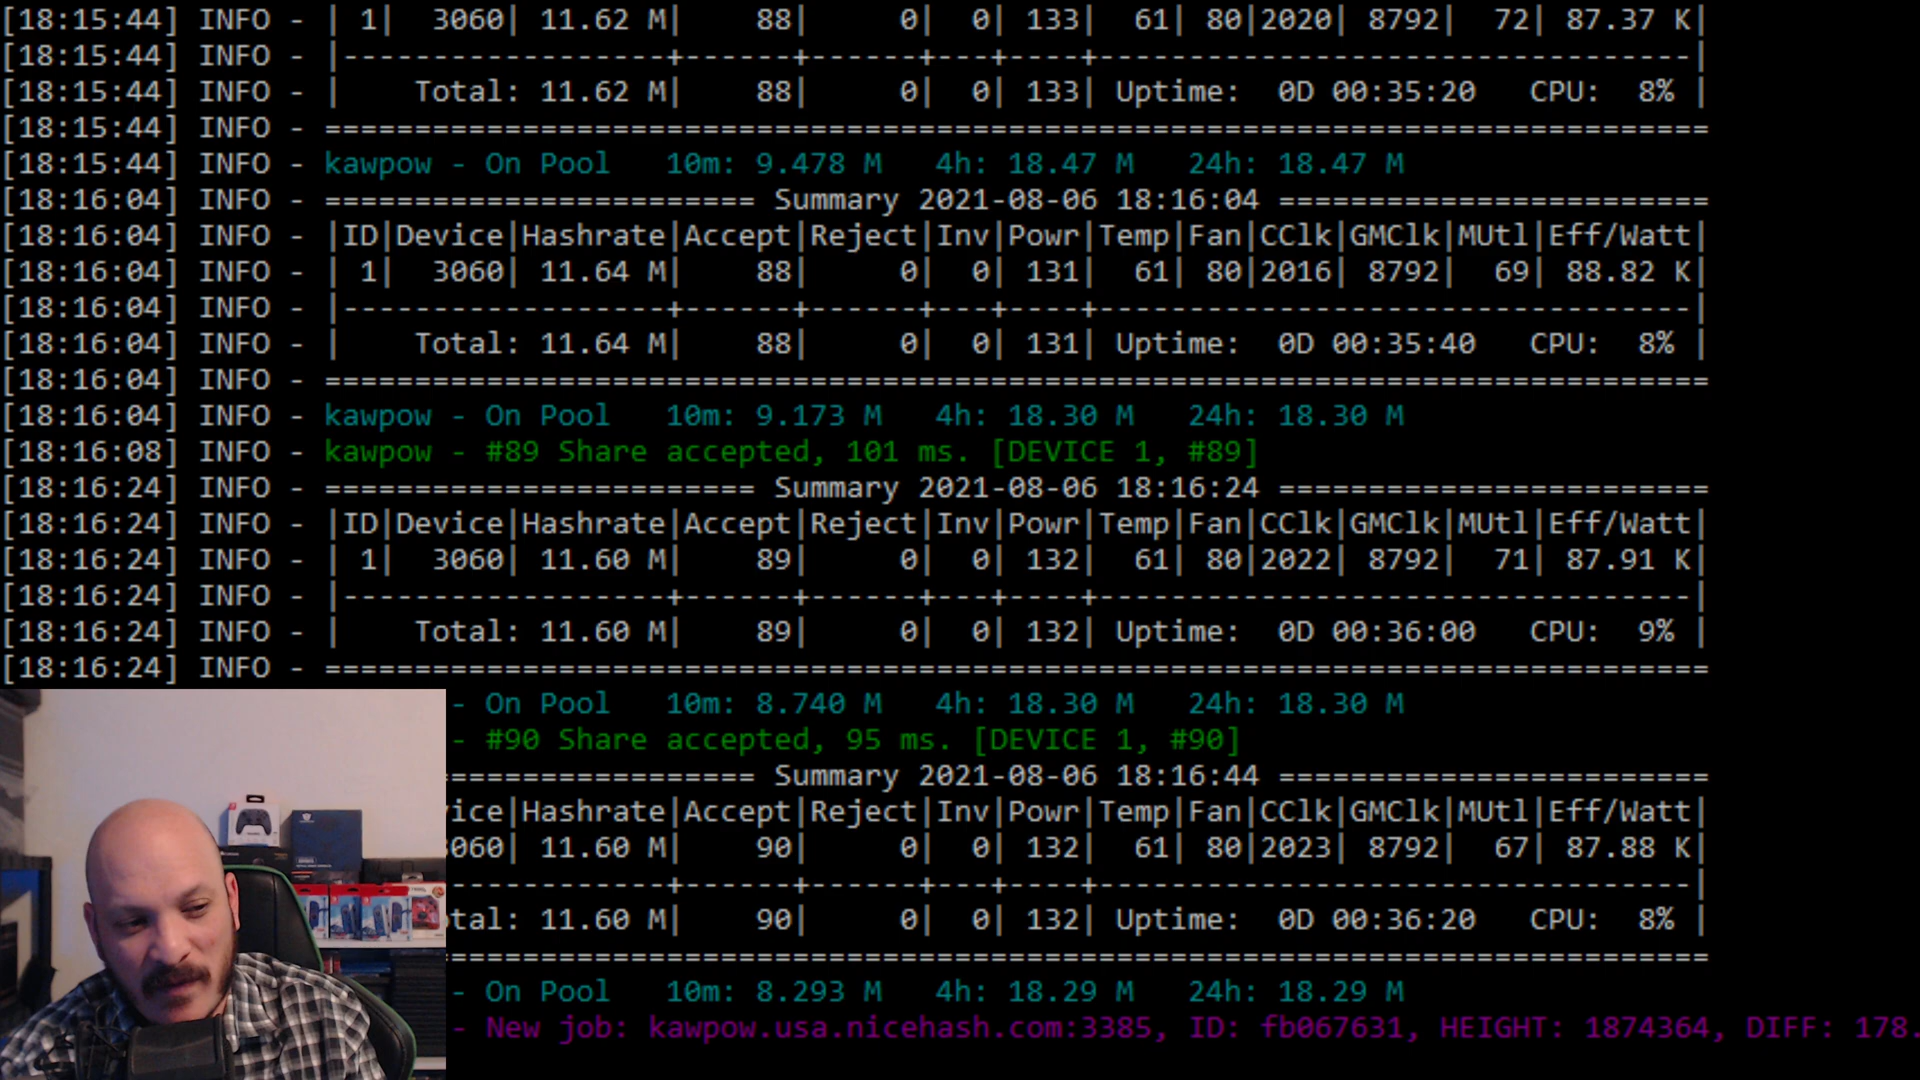 [18:15:44] INFO - | 1|   3060| 11.62 M|    88|     0|  0| 133|  61| 80|2020| 8792|  72| 87.37 K|
[18:15:44] INFO - |------------------+------+------+---+----+---------------------------------|
[18:15:44] INFO - |    Total: 11.62 M|    88|     0|  0| 133| Uptime:  0D 00:35:20   CPU:  8% |
[18:15:44] INFO - =============================================================================
[18:15:44] INFO - kawpow - On Pool   10m: 9.478 M   4h: 18.47 M   24h: 18.47 M
[18:16:04] INFO - ======================== Summary 2021-08-06 18:16:04 ========================
[18:16:04] INFO - |ID|Device|Hashrate|Accept|Reject|Inv|Powr|Temp|Fan|CClk|GMClk|MUtl|Eff/Watt|
[18:16:04] INFO - | 1|   3060| 11.64 M|    88|     0|  0| 131|  61| 80|2016| 8792|  69| 88.82 K|
[18:16:04] INFO - |------------------+------+------+---+----+---------------------------------|
[18:16:04] INFO - |    Total: 11.64 M|    88|     0|  0| 131| Uptime:  0D 00:35:40   CPU:  8% |
[18:16:04] INFO - =============================================================================
[18:16:04] INFO - kawpow - On Pool   10m: 9.173 M   4h: 18.30 M   24h: 18.30 M
[18:16:08] INFO - kawpow - #89 Share accepted, 101 ms. [DEVICE 1, #89]
[18:16:24] INFO - ======================== Summary 2021-08-06 18:16:24 ========================
[18:16:24] INFO - |ID|Device|Hashrate|Accept|Reject|Inv|Powr|Temp|Fan|CClk|GMClk|MUtl|Eff/Watt|
[18:16:24] INFO - | 1|   3060| 11.60 M|    89|     0|  0| 132|  61| 80|2022| 8792|  71| 87.91 K|
[18:16:24] INFO - |------------------+------+------+---+----+---------------------------------|
[18:16:24] INFO - |    Total: 11.60 M|    89|     0|  0| 132| Uptime:  0D 00:36:00   CPU:  9% |
[18:16:24] INFO - =============================================================================
- On Pool   10m: 8.740 M   4h: 18.30 M   24h: 18.30 M
- #90 Share accepted, 95 ms. [DEVICE 1, #90]
================= Summary 2021-08-06 18:16:44 ========================
vice|Hashrate|Accept|Reject|Inv|Powr|Temp|Fan|CClk|GMClk|MUtl|Eff/Watt|
060| 11.60 M|    90|     0|  0| 132|  61| 80|2023| 8792|  67| 87.88 K|
------------+------+------+---+----+---------------------------------|
otal: 11.60 M|    90|     0|  0| 132| Uptime:  0D 00:36:20   CPU:  8% |
======================================================================
- On Pool   10m: 8.293 M   4h: 18.29 M   24h: 18.29 M
- New job: kawpow.usa.nicehash.com:3385, ID: fb067631, HEIGHT: 1874364, DIFF: 178.